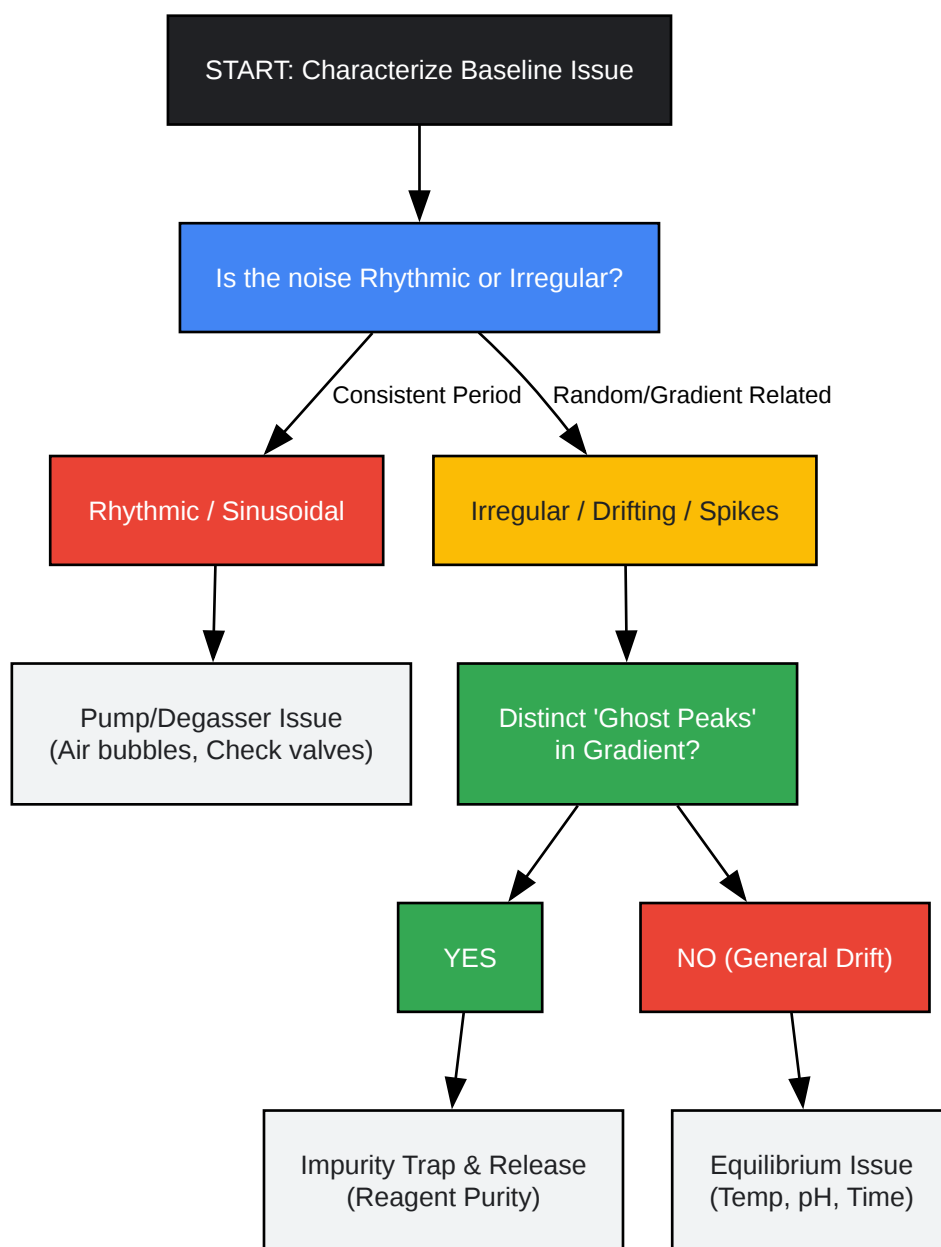 START: Characterize Baseline Issue
Is the noise Rhythmic or Irregular?
Consistent Period
Random/Gradient Related
Rhythmic / Sinusoidal
Irregular / Drifting / Spikes
Pump/Degasser Issue
(Air bubbles, Check valves)
Distinct 'Ghost Peaks'
in Gradient?
YES
NO (General Drift)
Impurity Trap & Release
(Reagent Purity)
Equilibrium Issue
(Temp, pH, Time)